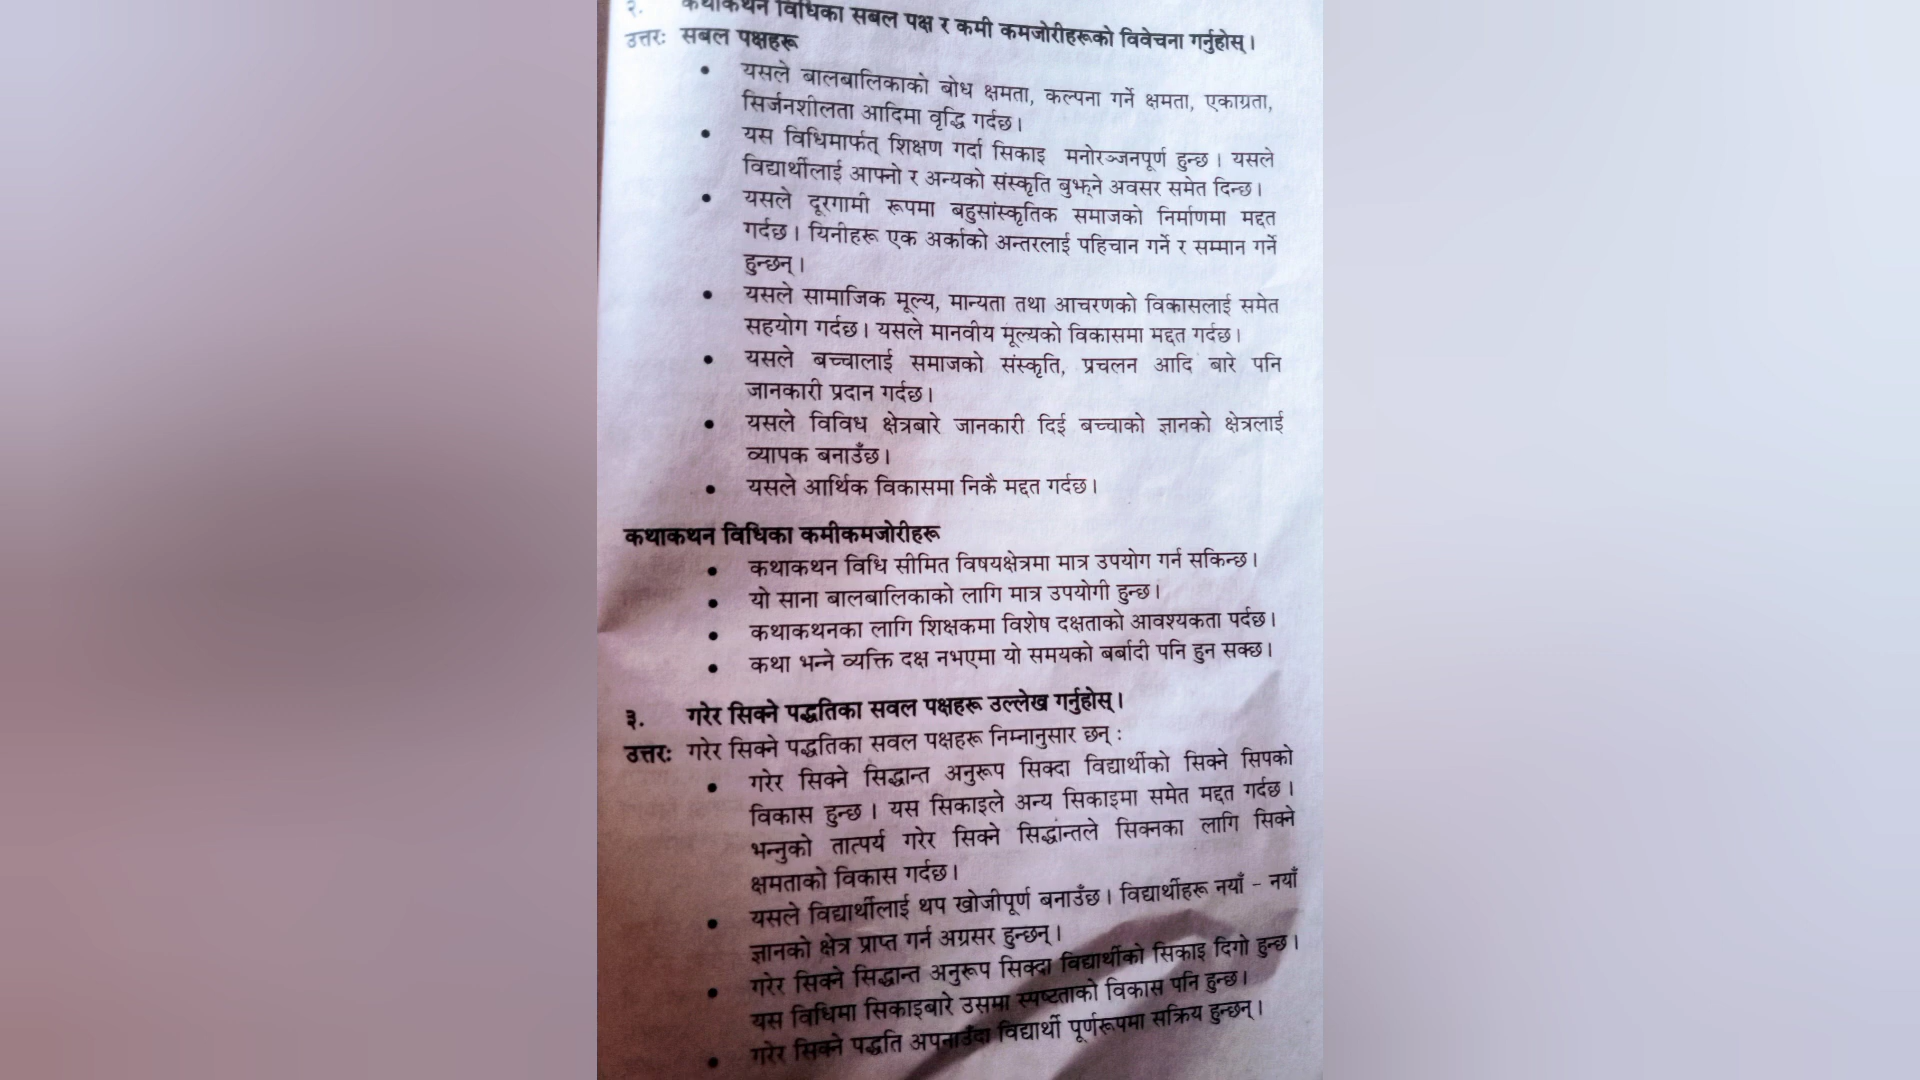 २. कथाकथन विधिका सबल पक्ष र कमी कमजोरीहरूको विवेचना गर्नुहोस् ।
उत्तरः सबल पक्षहरू
• यसले बालबालिकाको बोध क्षमता, कल्पना गर्ने क्षमता, एकाग्रता,
सिर्जनशीलता आदिमा वृद्धि गर्दछ ।
• यस विधिमार्फत् शिक्षण गर्दा सिकाइ मनोरञ्जनपूर्ण हुन्छ । यसले
विद्यार्थीलाई आफ्नो र अन्यको संस्कृति बुझ्ने अवसर समेत दिन्छ ।
• यसले दूरगामी रूपमा बहुसांस्कृतिक समाजको निर्माणमा मद्दत
गर्दछ । यिनीहरू एक अर्काको अन्तरलाई पहिचान गर्ने र सम्मान गर्ने
हुन्छन् ।
• यसले सामाजिक मूल्य, मान्यता तथा आचरणको विकासलाई समेत
सहयोग गर्दछ । यसले मानवीय मूल्यको विकासमा मद्दत गर्दछ ।
• यसले बच्चालाई समाजको संस्कृति, प्रचलन आदि बारे पनि
जानकारी प्रदान गर्दछ ।
• यसले विविध क्षेत्रबारे जानकारी दिई बच्चाको ज्ञानको क्षेत्रलाई
व्यापक बनाउँछ ।
• यसले आर्थिक विकासमा निकै मद्दत गर्दछ ।
कथाकथन विधिका कमीकमजोरीहरू
• कथाकथन विधि सीमित विषयक्षेत्रमा मात्र उपयोग गर्न सकिन्छ ।
• यो साना बालबालिकाको लागि मात्र उपयोगी हुन्छ ।
• कथाकथनका लागि शिक्षकमा विशेष दक्षताको आवश्यकता पर्दछ ।
• कथा भन्ने व्यक्ति दक्ष नभएमा यो समयको बर्बादी पनि हुन सक्छ ।
३. गरेर सिक्ने पद्धतिका सवल पक्षहरू उल्लेख गर्नुहोस् ।
उत्तरः गरेर सिक्ने पद्धतिका सवल पक्षहरू निम्नानुसार छन् :
• गरेर सिक्ने सिद्धान्त अनुरूप सिक्दा विद्यार्थीको सिक्ने सिपको
विकास हुन्छ । यस सिकाइले अन्य सिकाइमा समेत मद्दत गर्दछ ।
भन्नुको तात्पर्य गरेर सिक्ने सिद्धांन्तले सिक्नका लागि सिक्ने
क्षमताको विकास गर्दछ ।
• यसले विद्यार्थीलाई थप खोजीपूर्ण बनाउँछ । विद्यार्थीहरू नयाँ - नयाँ
ज्ञानको क्षेत्र प्राप्त गर्न अग्रसर हुन्छन् ।
• गरेर सिक्ने सिद्धान्त अनुरूप सिक्दा विद्यार्थीको सिकाइ दिगो हुन्छ ।
यस विधिमा सिकाइबारे उसमा स्पष्टताको विकास पनि हुन्छ ।
• गरेर सिक्ने पद्धति अपनाउँदा विद्यार्थी पूर्णरूपमा सक्रिय हुन्छन् ।